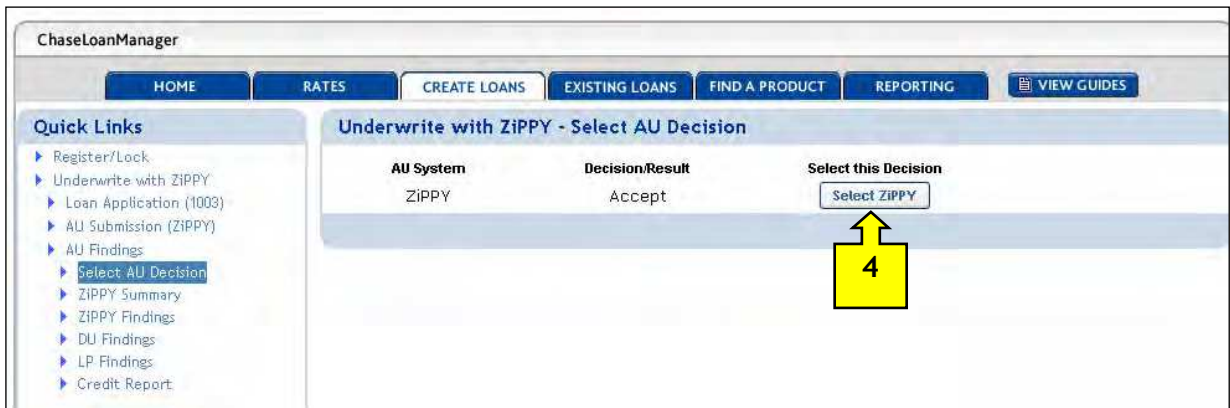 ChaseLoanManager
HOME RATES CREATE LOANS EXISTING LOANS FIND A PRODUCT REPORTING VIEW GUIDES
Quick Links
Register/Lock
Underwrite with ZiPPY
Loan Application (1003)
AU Submission (ZiPPY)
AU Findings
Select AU Decision
ZiPPY Summary
ZiPPY Findings
DU Findings
LP Findings
Credit Report
Underwrite with ZiPPY - Select AU Decision
AU System Decision/Result Select this Decision
ZiPPY Accept Select ZiPPY
4